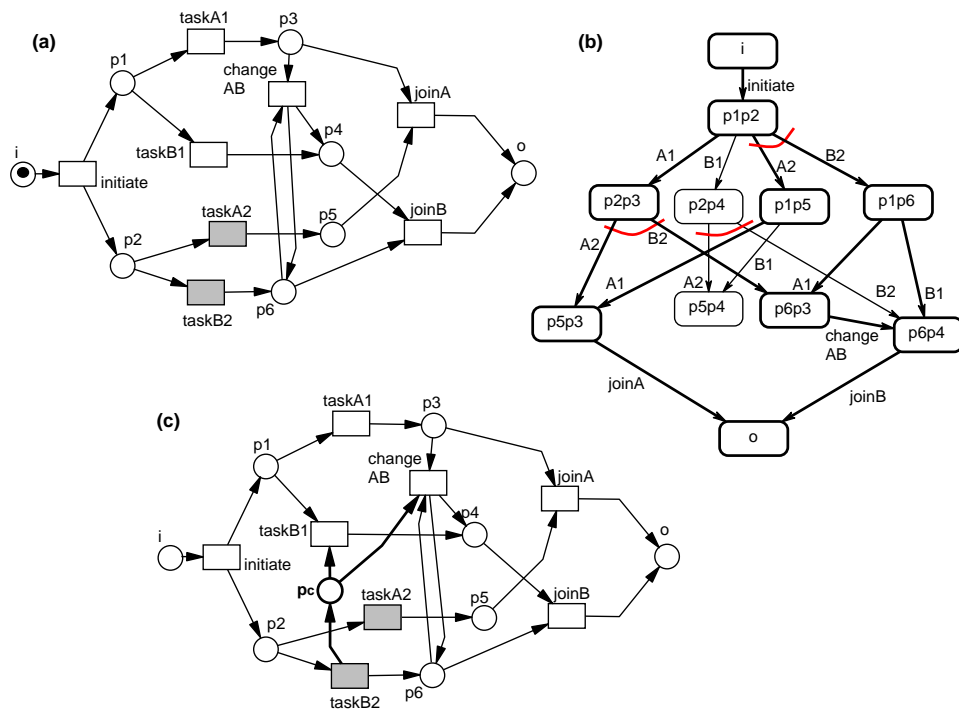 (a)
taskA1
p3
p1
change
AB
joinA
p4
i
taskB1
o
initiate
joinB
taskA2
p5
p2
taskB2
p6
(b)
i
initiate
p1p2
A1
B1
A2
B2
p2p3
p2p4
p1p5
p1p6
A2
B2
B1
A1
A2
A1
B2
B1
p5p3
p5p4
p6p3
p6p4
change
AB
joinA
joinB
o
(c)
taskA1
p3
p1
change
AB
joinA
p4
i
taskB1
o
initiate
pc
taskA2
p5
joinB
p2
taskB2
p6